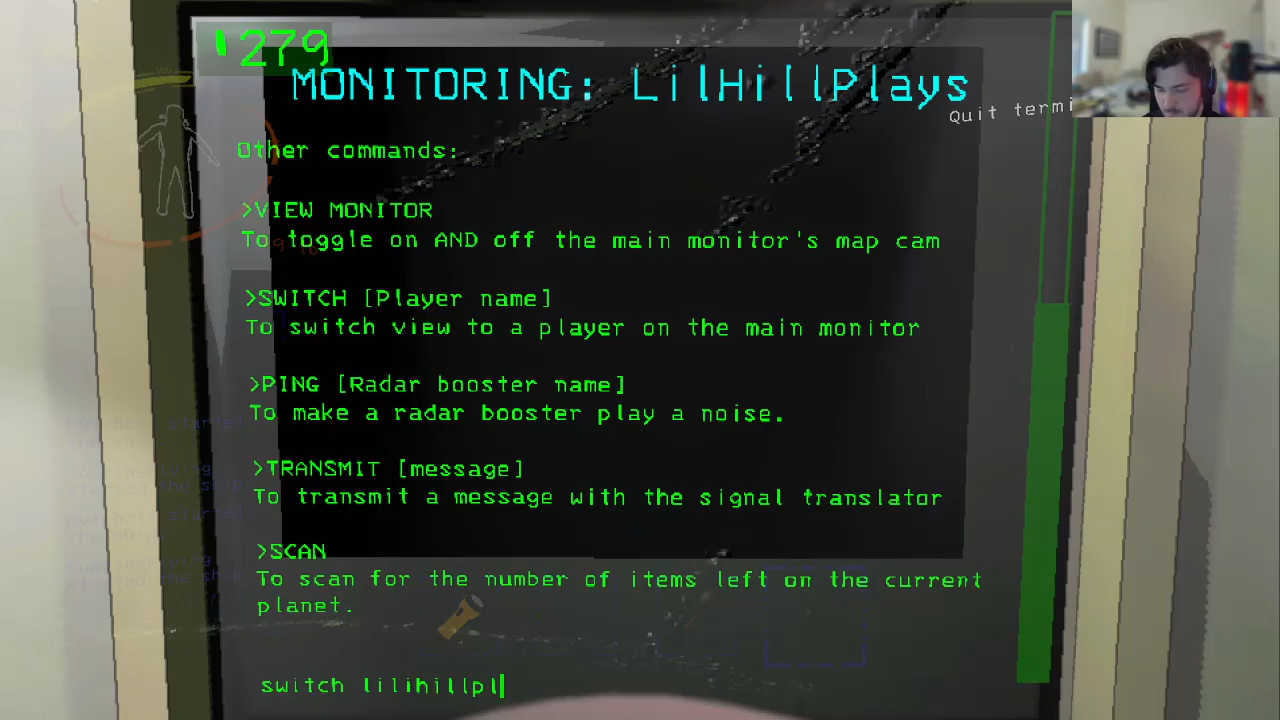 279
MONITORING: LilHillPlays
Quit termi
Other commands:
>VIEW MONITOR
To toggle on AND off the main monitor's map cam
>SWITCH [Player name]
To switch view to a player on the main monitor
>PING [Radar booster name]
To make a radar booster play a noise.
>TRANSMIT [message]
To transmit a message with the signal translator
>SCAN
To scan for the number of items left on the current
planet.
switch lilihillpl